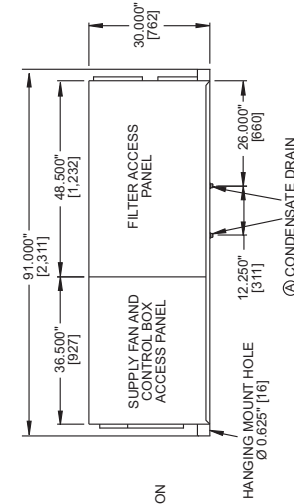 91.000"
[2,311]
36.500"
[927]
48.500"
[1,232]
30.000"
[762]
SUPPLY FAN AND
CONTROL BOX
ACCESS PANEL
FILTER ACCESS
PANEL
12.250"
[311]
26.000"
[660]
HANGING MOUNT HOLE
Ø 0.625" [16]
Ⓐ CONDENSATE DRAIN
ON